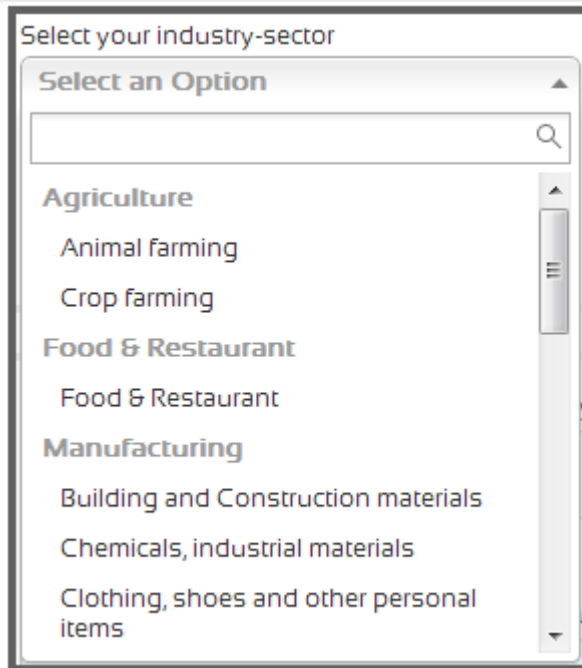 Select your industry-sector
Select an Option
Agriculture
Animal farming
Crop farming
Food & Restaurant
Food & Restaurant
Manufacturing
Building and Construction materials
Chemicals, industrial materials
Clothing, shoes and other personal
items